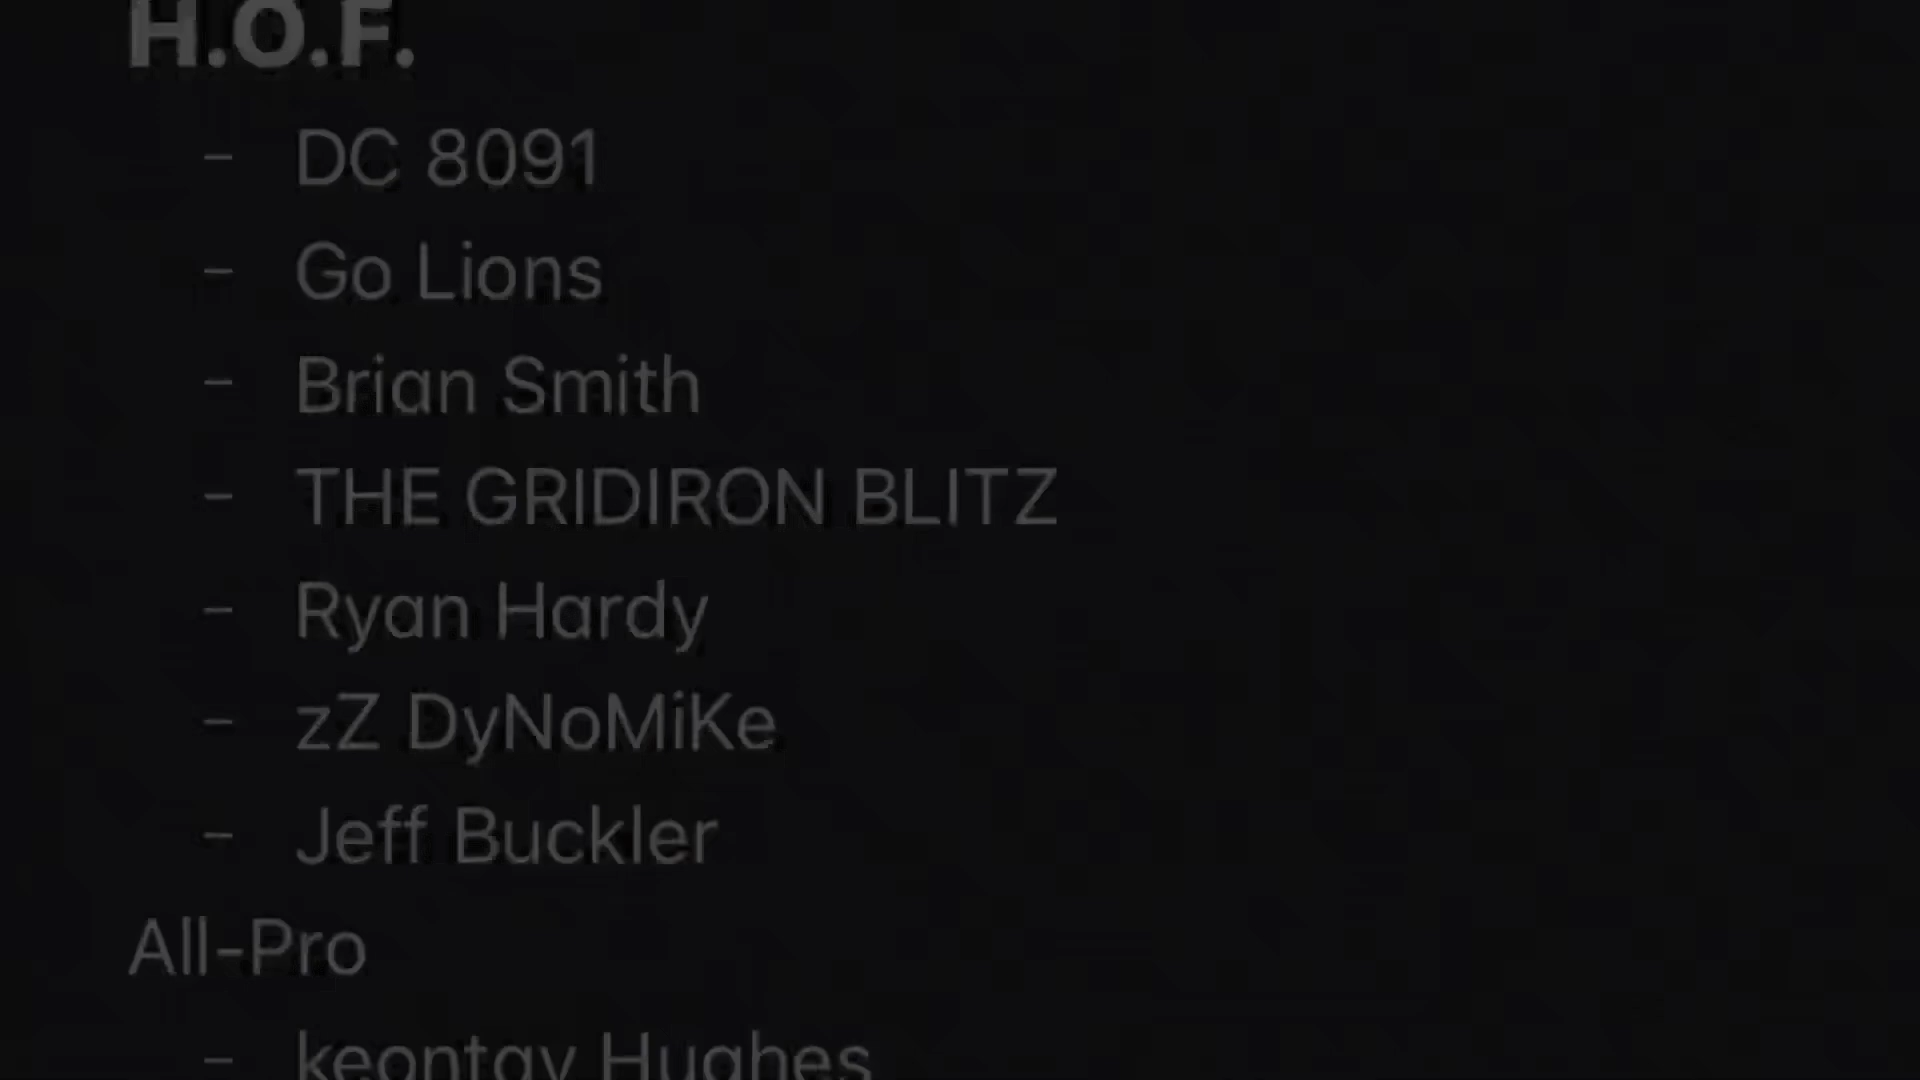 H.O.F.
- DC 8091
- Go Lions
- Brian Smith
- THE GRIDIRON BLITZ
- Ryan Hardy
- zZ DyNoMiKe
- Jeff Buckler
All-Pro
- keontay Hughes